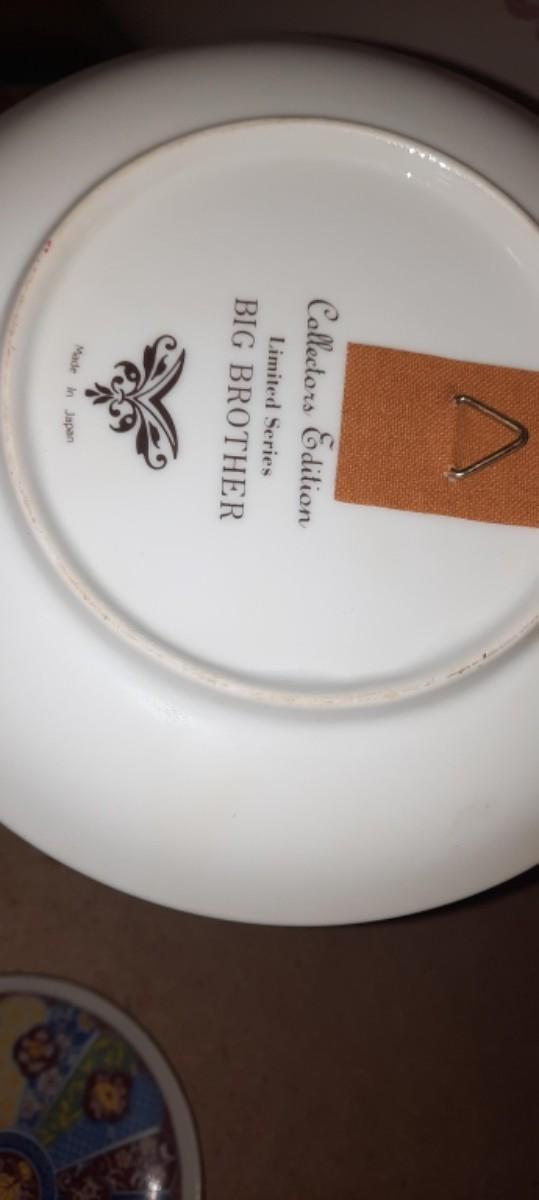 Collectors Edition
Limited Series
BIG BROTHER
Made In Japan